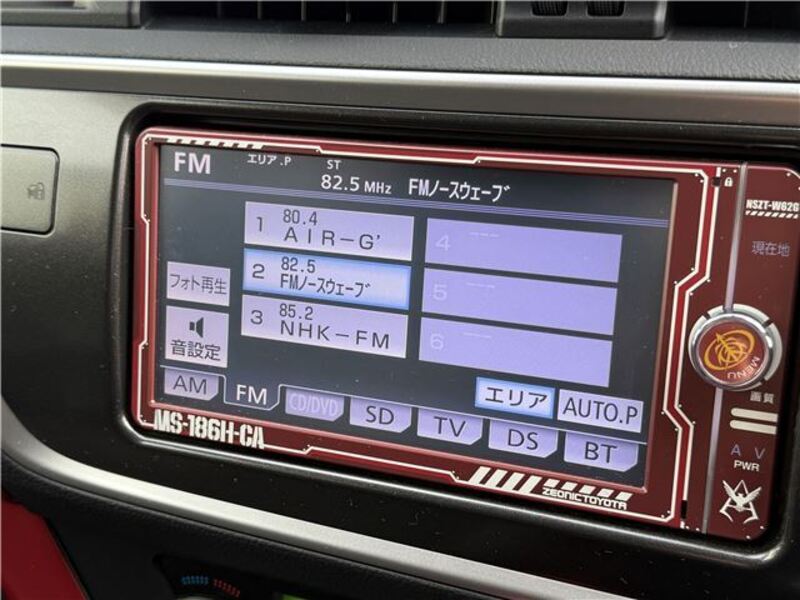 FM エリア.P ST
82.5 MHz FMノースウェーブ
NSZT-W62G
現在地
1 80.4
AIR-G'
2 82.5
FMノースウェーブ
3 85.2
NHK-FM
4 ---
5 ---
6 ---
フォト再生
音設定
エリア AUTO.P
AM FM CD/DVD SD TV DS BT
MENU
画質
∧ ∨
PWR
MS-186H-CA
ZEONICTOYOTA